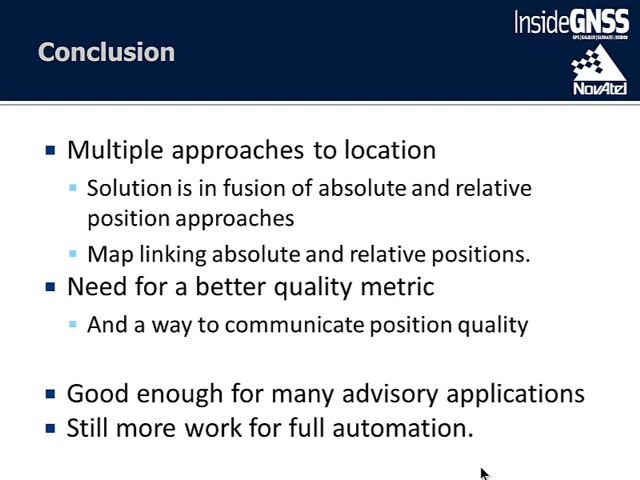 InsideGNSS
Conclusion
NovAtel
Multiple approaches to location
Solution is in fusion of absolute and relative
position approaches
Map linking absolute and relative positions.
Need for a better quality metric
And a way to communicate position quality
Good enough for many advisory applications
Still more work for full automation.